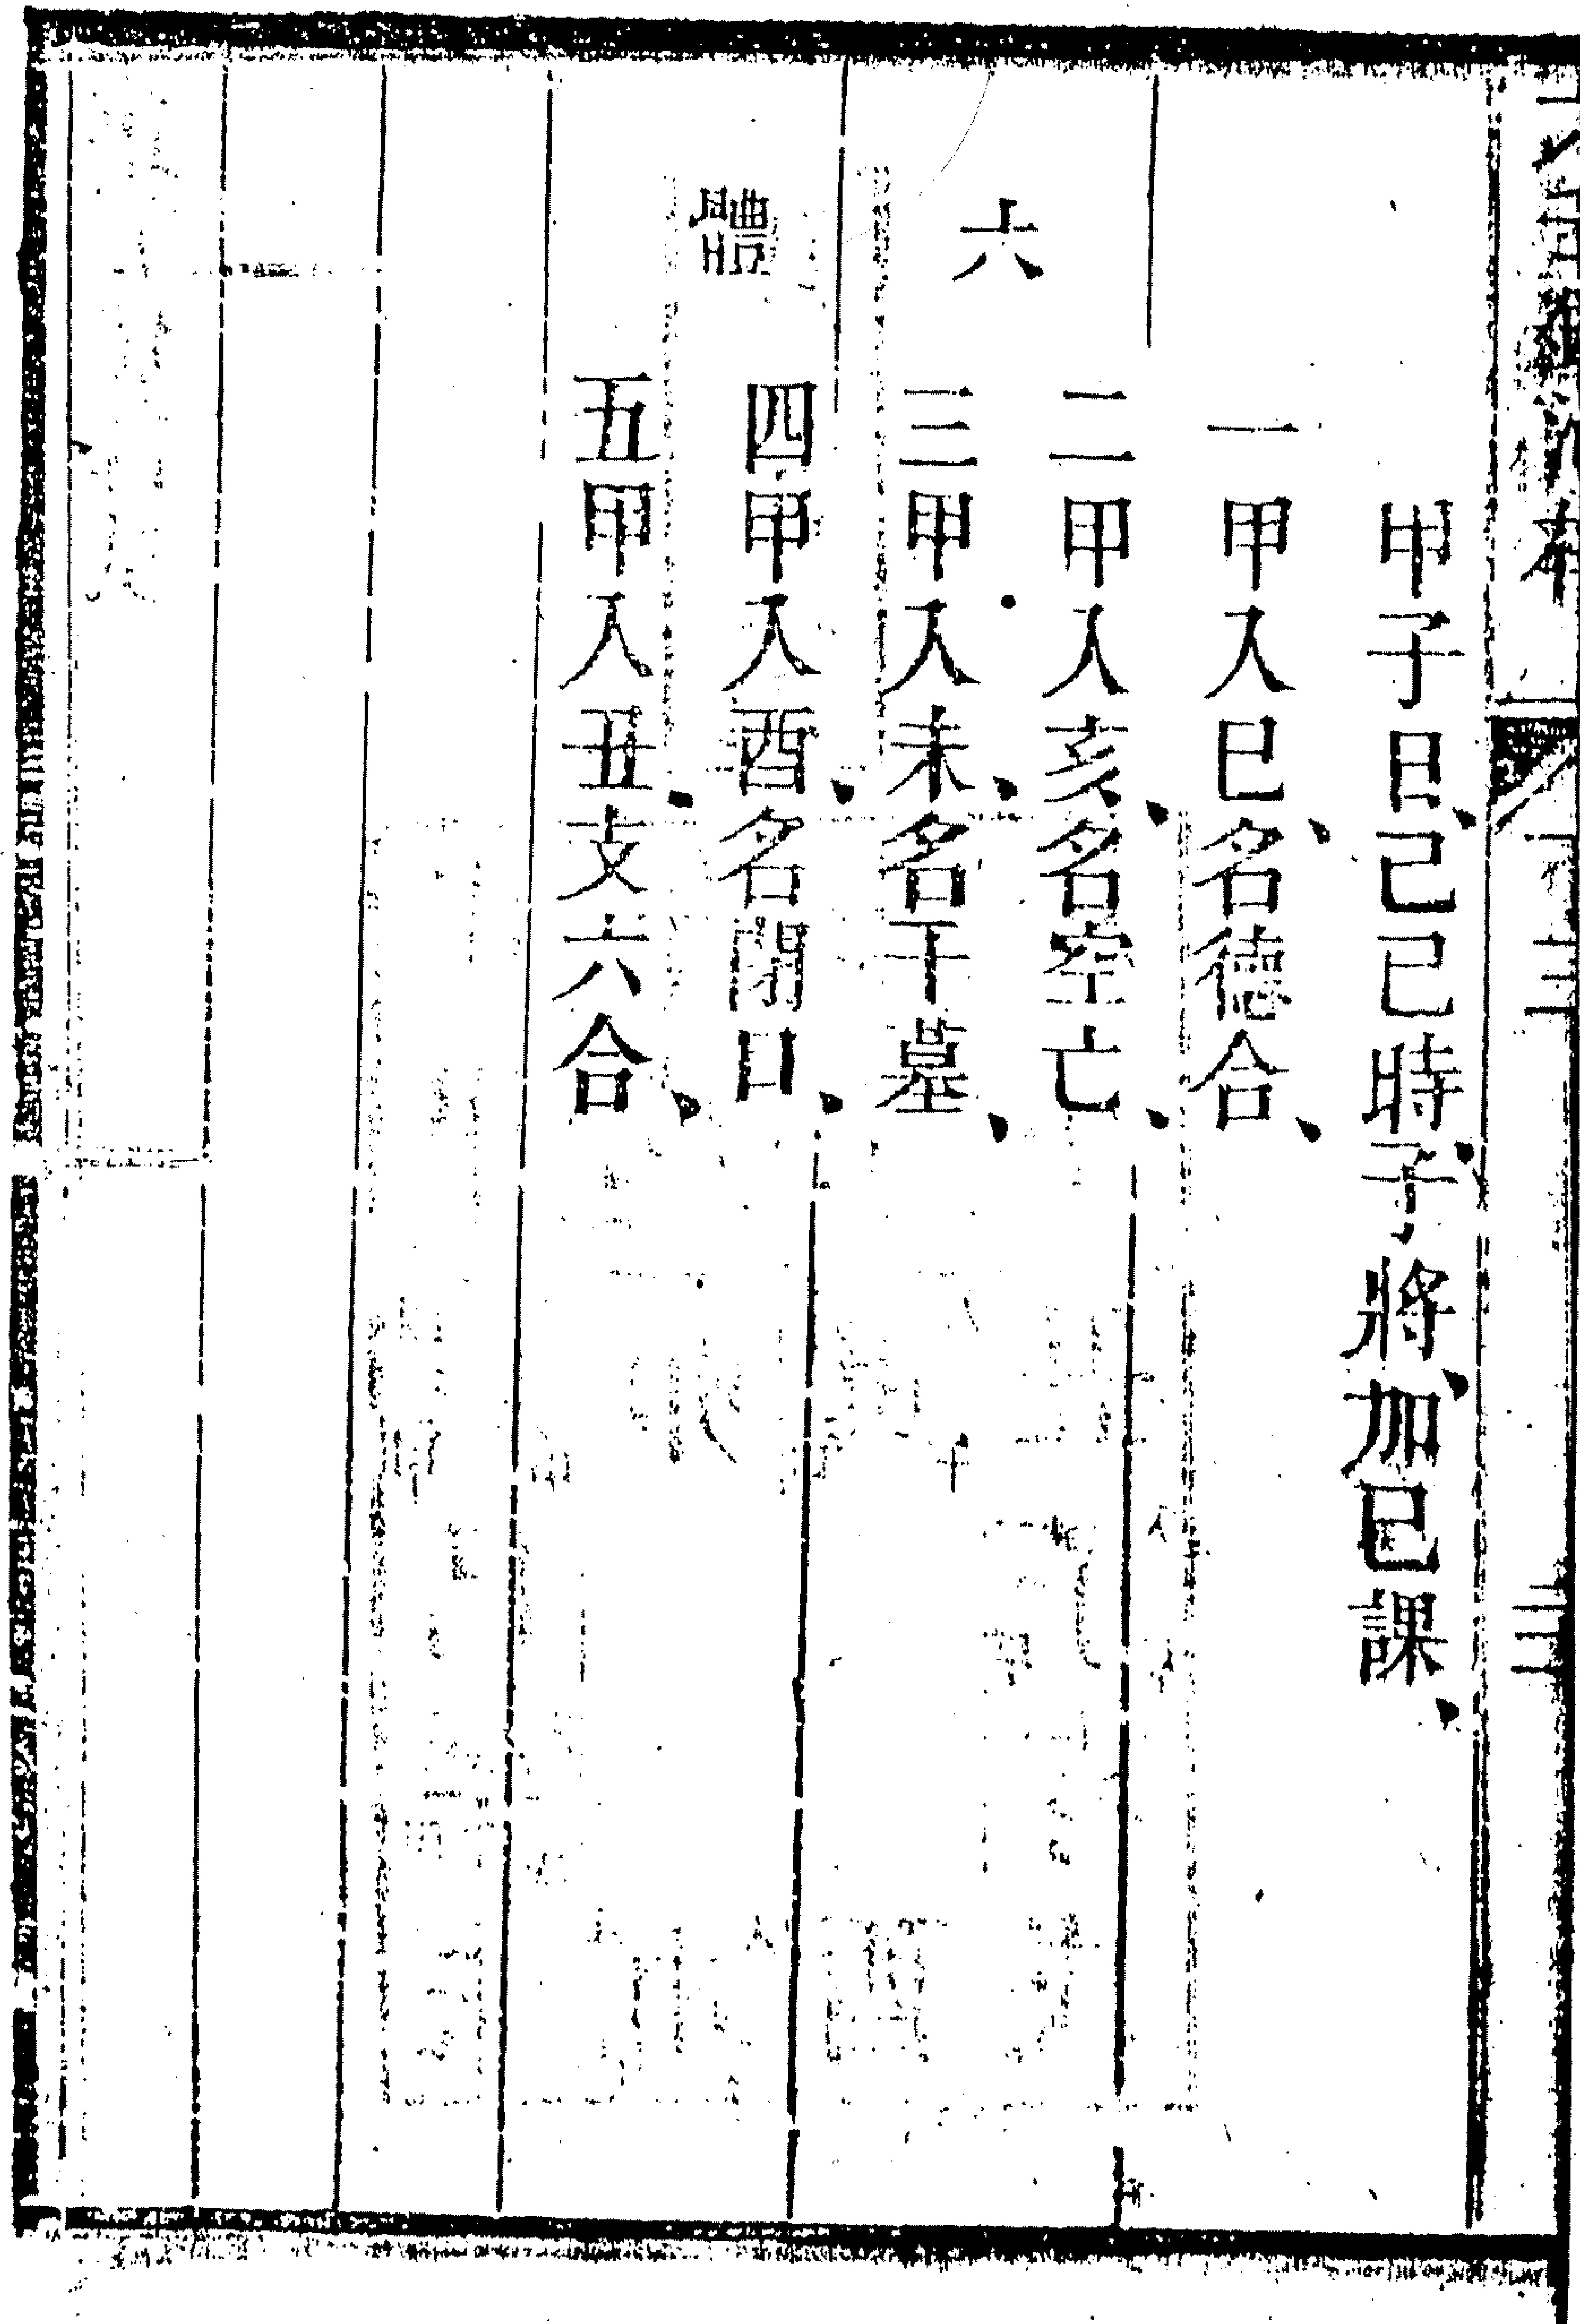 甲子日、己巳時、子將、加巳課、
一甲入巳、名德合、
二甲入亥、名空亡、
六
三甲入未、名干墓、
四甲入酉、名閉口、
體
五甲入丑、支六合、